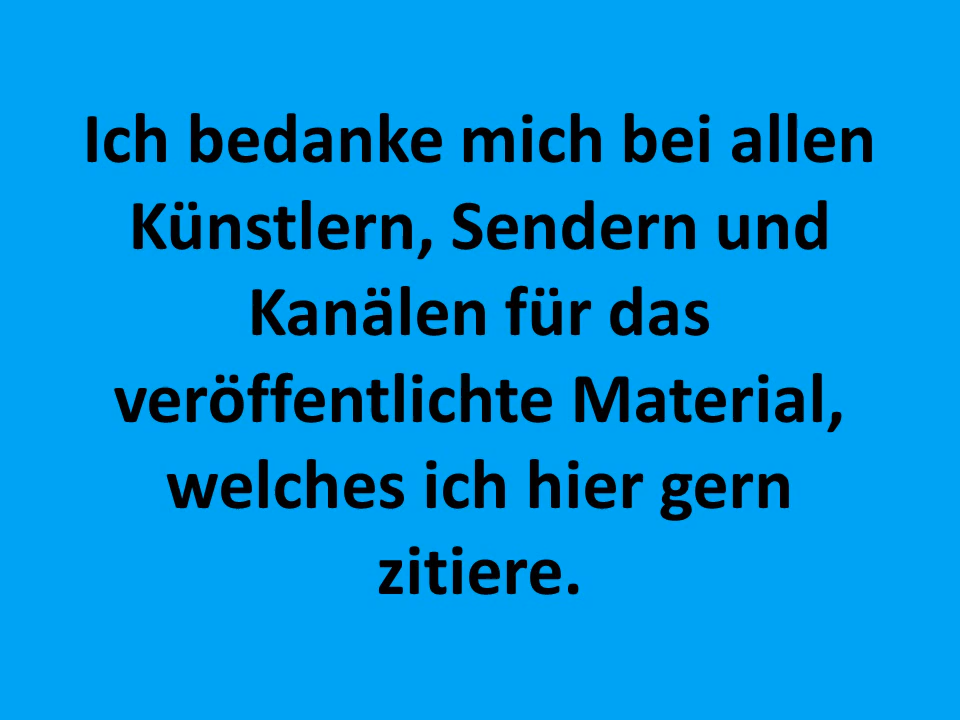 Ich bedanke mich bei allen
Künstlern, Sendern und
Kanälen für das
veröffentlichte Material,
welches ich hier gern
zitiere.